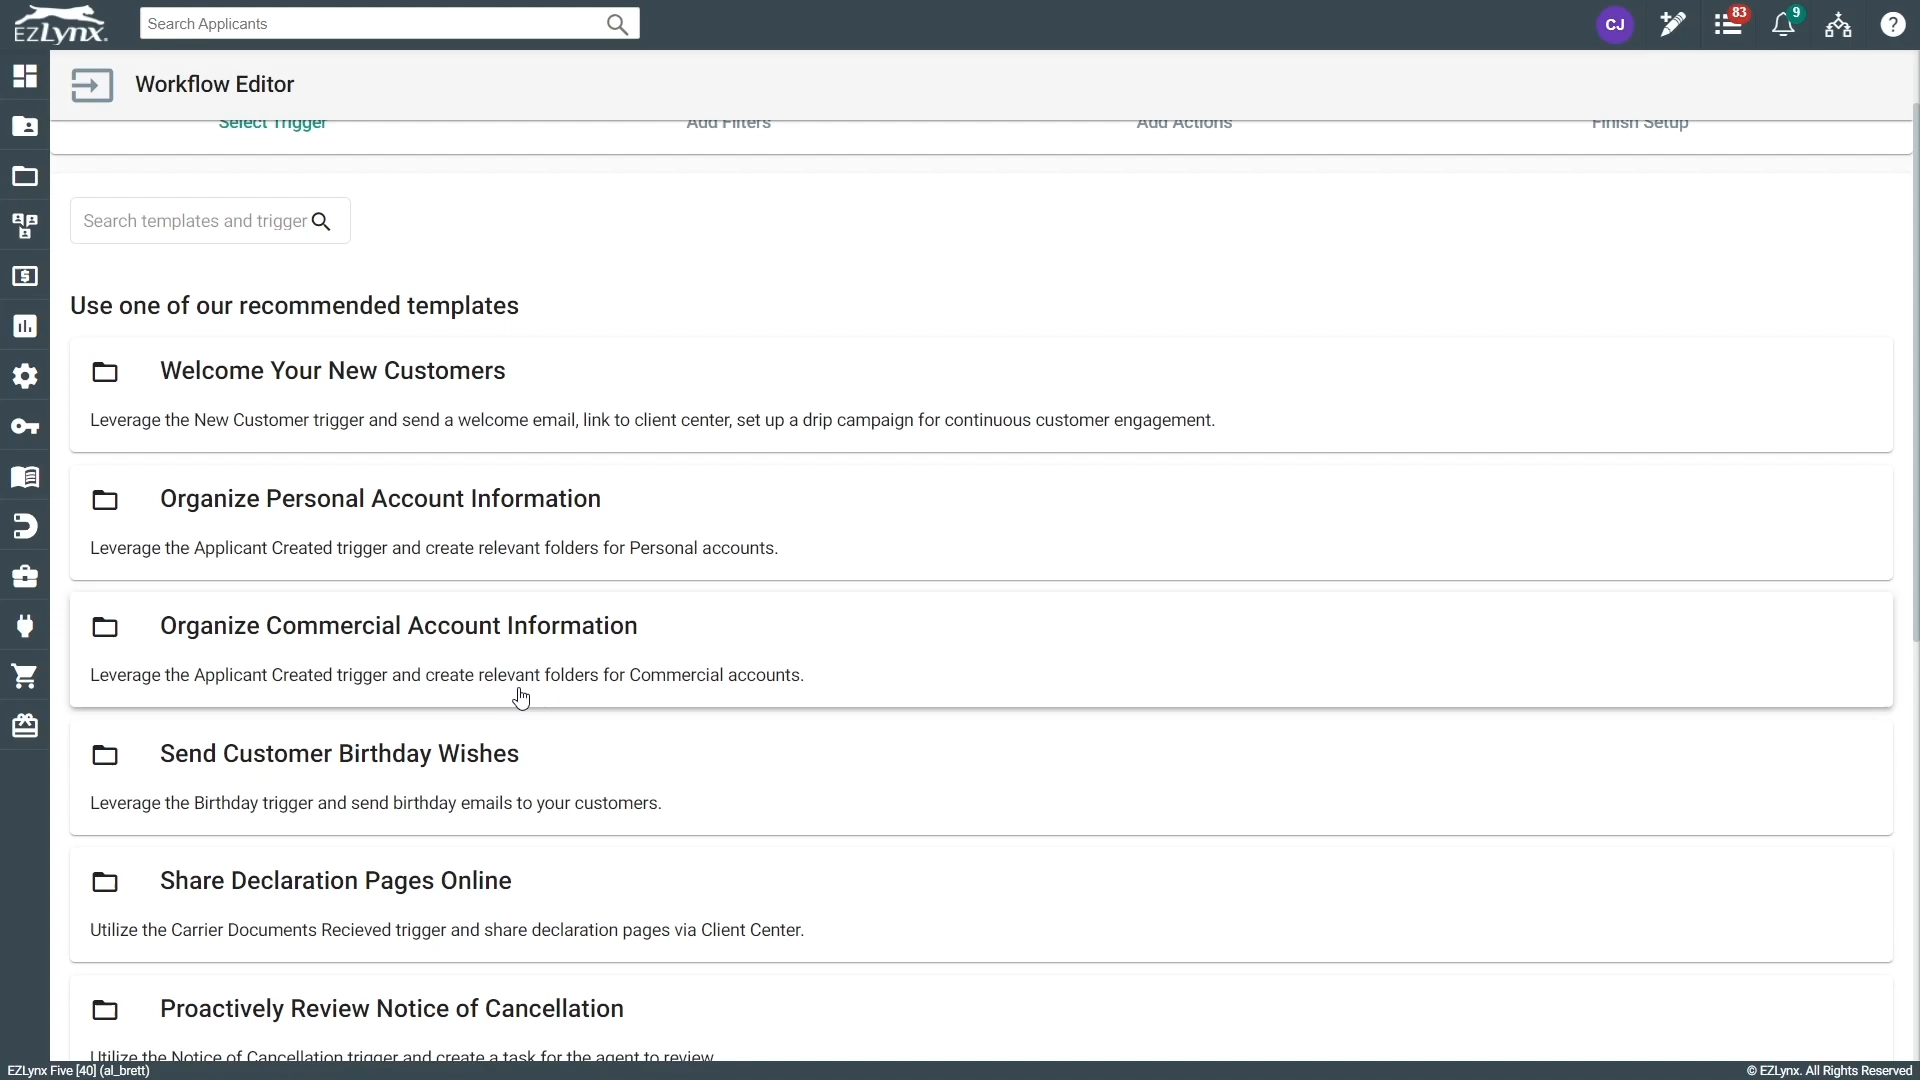 EZLynx
Search Applicants
CJ
83
9
?
Workflow Editor
Select Trigger
Add Filters
Add Actions
Finish Setup
Search templates and trigger
Use one of our recommended templates
Welcome Your New Customers
Leverage the New Customer trigger and send a welcome email, link to client center, set up a drip campaign for continuous customer engagement.
Organize Personal Account Information
Leverage the Applicant Created trigger and create relevant folders for Personal accounts.
Organize Commercial Account Information
Leverage the Applicant Created trigger and create relevant folders for Commercial accounts.
Send Customer Birthday Wishes
Leverage the Birthday trigger and send birthday emails to your customers.
Share Declaration Pages Online
Utilize the Carrier Documents Recieved trigger and share declaration pages via Client Center.
Proactively Review Notice of Cancellation
Utilize the Notice of Cancellation trigger and create a task for the agent to review.
EZLynx Five [40] (al_brett)
© EZLynx. All Rights Reserved